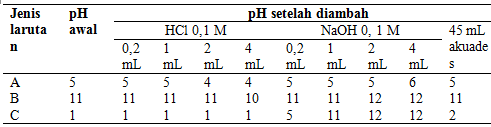 Jenis pH pH setelah diambah
laruta awal HCl 0,1 M NaOH 0, 1 M 45 mL
n 0,2 1 2 4 0,2 1 2 4 akuade
mL mL mL mL mL mL mL mL s
A 5 5 5 4 4 5 5 5 6 5
B 11 11 11 11 10 11 11 12 12 11
C 1 1 1 1 1 5 11 12 12 2